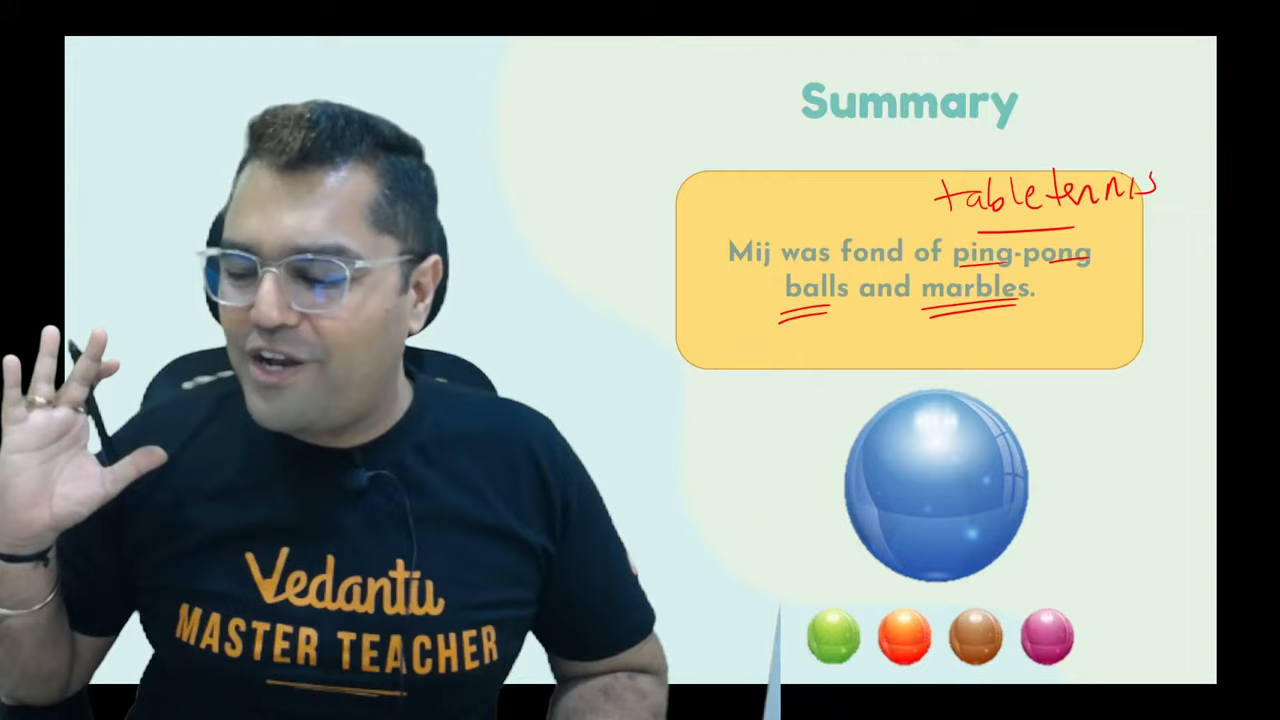 Summary
table tennis
Mij was fond of ping-pong
balls and marbles.
Vedantu
MASTER TEACHER